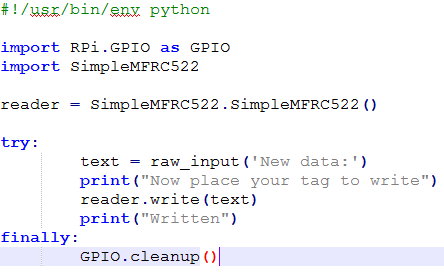 #!/usr/bin/env python
import RPi.GPIO as GPIO
import SimpleMFRC522
reader = SimpleMFRC522.SimpleMFRC522()
try:
        text = raw_input('New data:')
        print("Now place your tag to write")
        reader.write(text)
        print("Written")
finally:
        GPIO.cleanup()